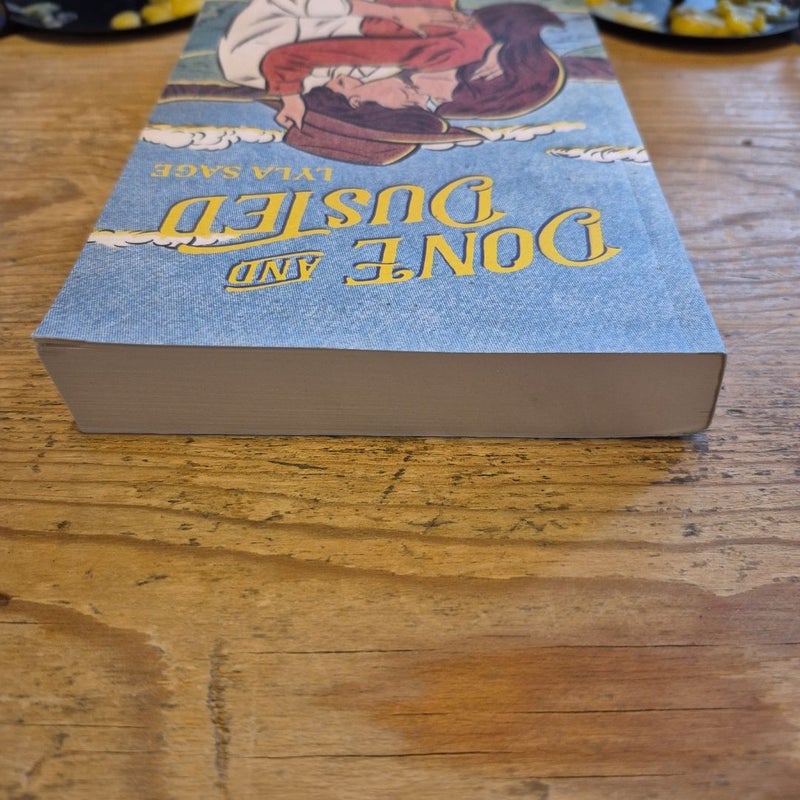 DONE AND
DUSTED
LYLA SAGE